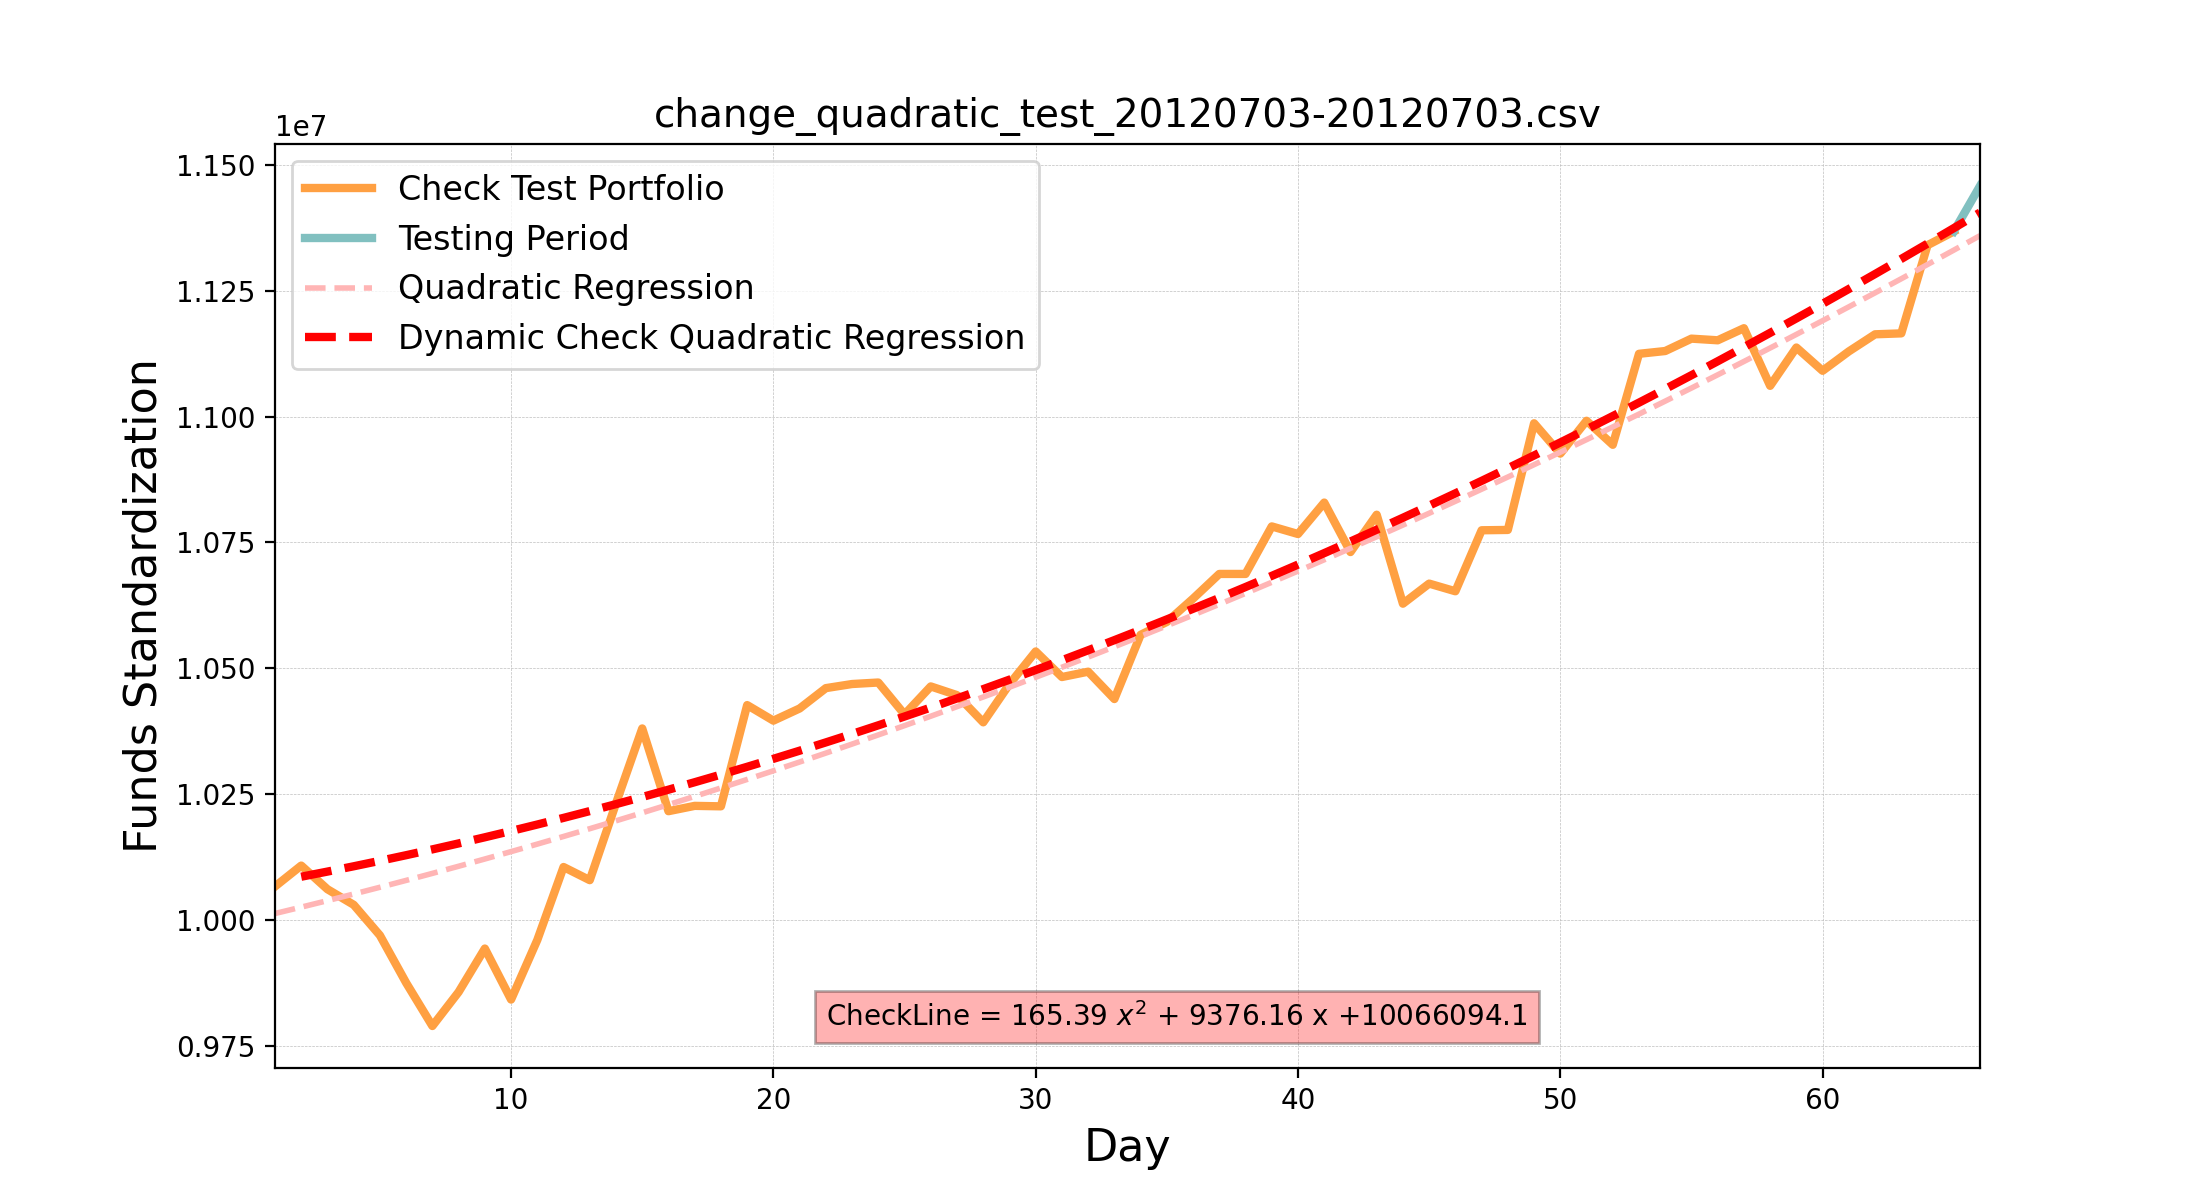 change_quadratic_test_20120703-20120703.csv
1e7
1.150
1.125
1.100
1.075
1.050
1.025
1.000
0.975
Funds Standardization
Check Test Portfolio
Testing Period
Quadratic Regression
Dynamic Check Quadratic Regression
CheckLine = 165.39 x² + 9376.16 x +10066094.1
10 20 30 40 50 60
Day